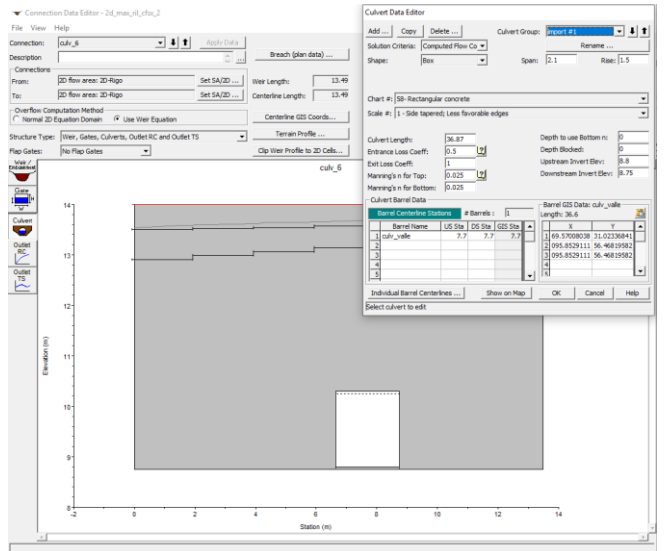 Connection Data Editor - 2d_max_ril_cfsv_2
File View Help
Connection: culv_6 Apply Data
Description ...
Breach (plan data) ...
Connections
From: 2D flow area: 2D-Rigo Set SA/2D ... Weir Length: 13.49
To: 2D flow area: 2D-Rigo Set SA/2D ... Centerline Length: 13.49
Overflow Computation Method
Normal 2D Equation Domain Use Weir Equation
Centerline GIS Coords...
Structure Type: Weir, Gates, Culverts, Outlet RC and Outlet TS
Terrain Profile ...
Flap Gates: No Flap Gates
Clip Weir Profile to 2D Cells...
Weir / Embankment
Gate
Culvert
Outlet RC
Outlet TS
culv_6
14
13
12
11
10
9
8
Elevation (m)
-2 0 2 4 6 8 10 12 14
Station (m)
Culvert Data Editor
Add ... Copy Delete ... Culvert Group: import #1
Solution Criteria: Computed Flow Co Rename ...
Shape: Box Span: 2.1 Rise: 1.5
Chart #: 58- Rectangular concrete
Scale #: 1 - Side tapered; Less favorable edges
Culvert Length: 36.87 Depth to use Bottom n: 0
Entrance Loss Coeff: 0.5 Depth Blocked: 0
Exit Loss Coeff: 1 Upstream Invert Elev: 8.8
Manning's n for Top: 0.025 Downstream Invert Elev: 8.75
Manning's n for Bottom: 0.025
Culvert Barrel Data
Barrel Centerline Stations # Barrels : 1
Barrel Name US Sta DS Sta GIS Sta
1 culv_valle 7.7 7.7 7.7
2
3
4
5
Barrel GIS Data: culv_valle
Length: 36.6
X Y
1 69.57008038 31.02336841
2 095.8529111 56.46819582
3 095.8529111 56.46819582
4
5
Individual Barrel Centerlines ... Show on Map OK Cancel Help
Select culvert to edit